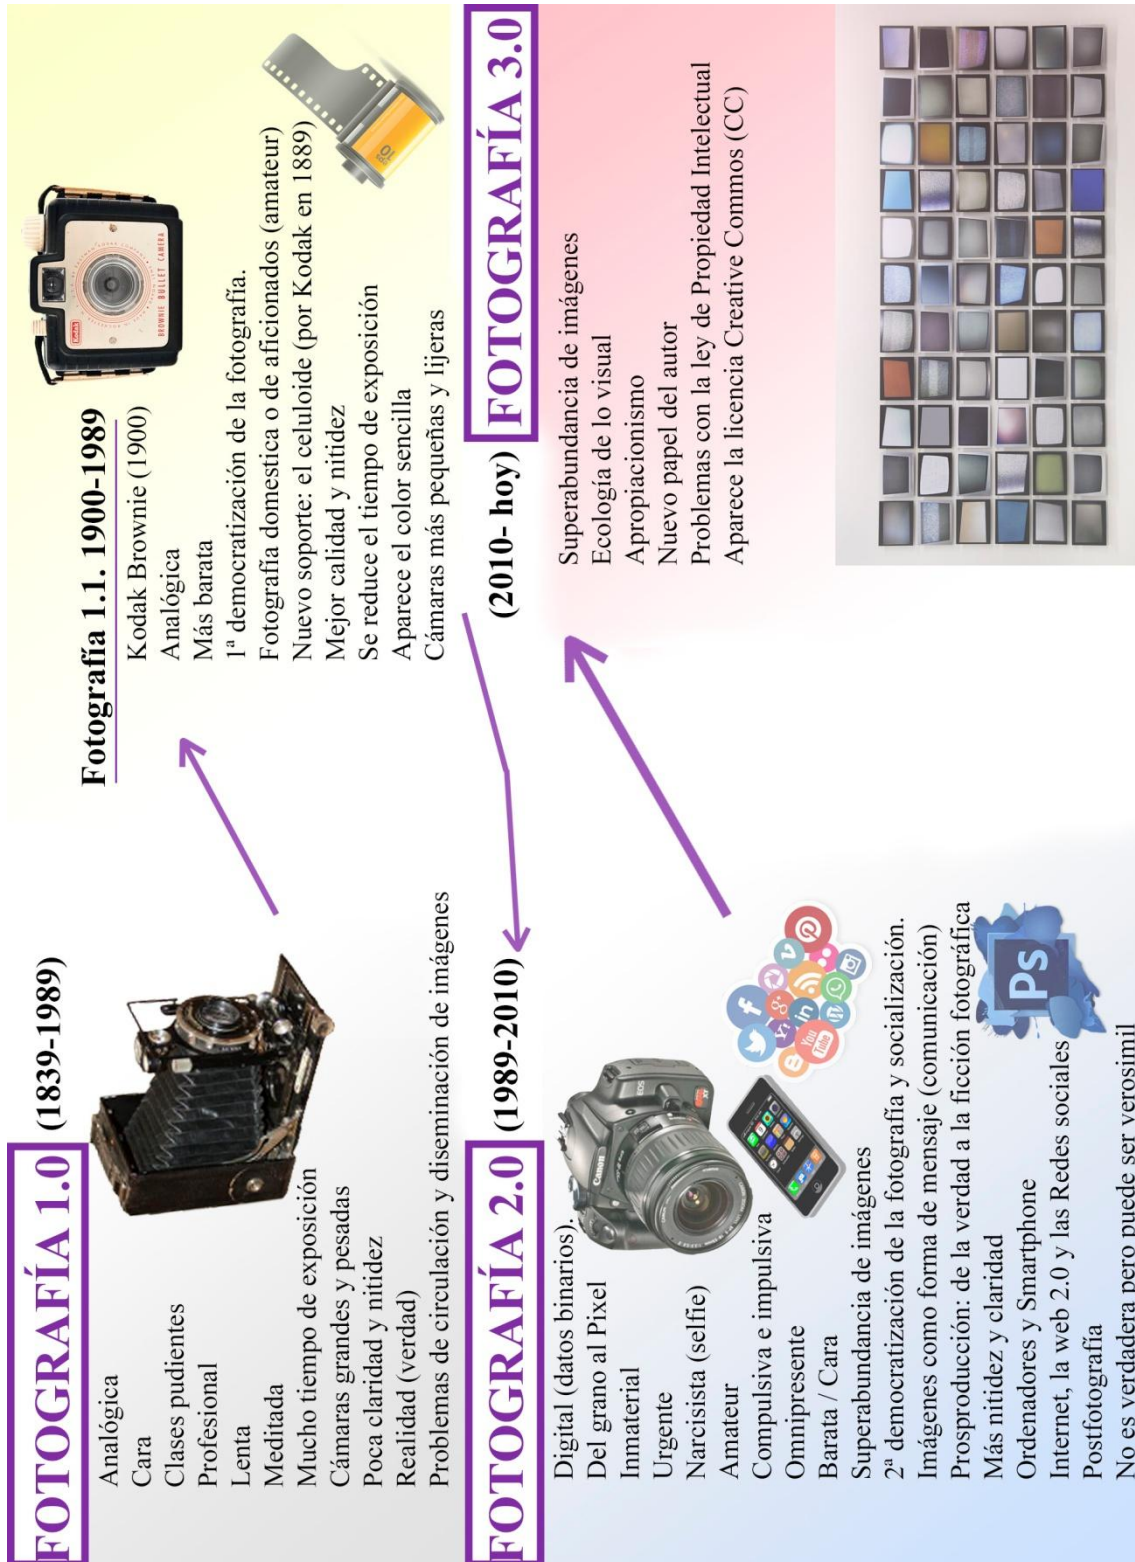 FOTOGRAFÍA 1.0 (1839-1989)
Analógica
Cara
Clases pudientes
Profesional
Lenta
Meditada
Mucho tiempo de exposición
Cámaras grandes y pesadas
Poca claridad y nitidez
Realidad (verdad)
Problemas de circulación y diseminación de imágenes
Fotografía 1.1. 1900-1989
Kodak Brownie (1900)
Analógica
Más barata
1ª democratización de la fotografía.
Fotografía domestica o de aficionados (amateur)
Nuevo soporte: el celuloide (por Kodak en 1889)
Mejor calidad y nitidez
Se reduce el tiempo de exposición
Aparece el color sencilla
Cámaras más pequeñas y lijeras
Kodak
BROWNIE BULLET CAMERA
FOTOGRAFÍA 2.0 (1989-2010)
Digital (datos binarios).
Del grano al Pixel
Inmaterial
Urgente
Narcisista (selfie)
Amateur
Compulsiva e impulsiva
Omnipresente
Barata / Cara
Superabundancia de imágenes
2ª democratización de la fotografía y socialización.
Imágenes como forma de mensaje (comunicación)
Prosproducción: de la verdad a la ficción fotográfica
Más nitidez y claridad
Ordenadores y Smartphone
Internet, la web 2.0 y las Redes sociales
Postfotografía
No es verdadera pero puede ser verosimil
Canon
EOS
You
Tube
Ps
(2010- hoy) FOTOGRAFÍA 3.0
Superabundancia de imágenes
Ecología de lo visual
Apropiacionismo
Nuevo papel del autor
Problemas con la ley de Propiedad Intelectual
Aparece la licencia Creative Commos (CC)